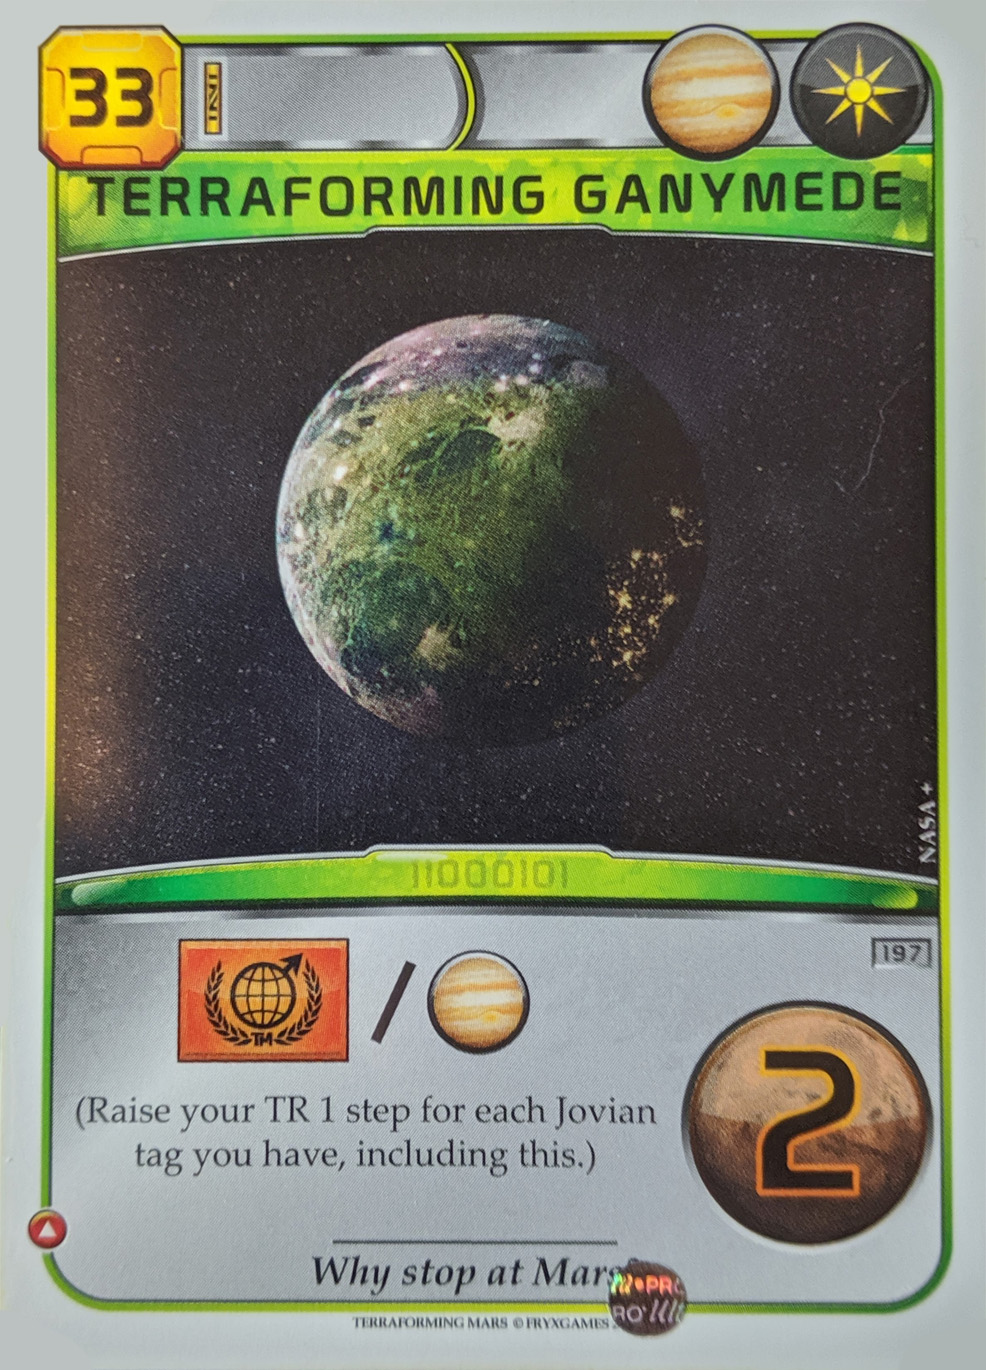 33
INI
TERRAFORMING GANYMEDE
NASA +
11000101
197
TM
/
2
(Raise your TR 1 step for each Jovian
tag you have, including this.)
Why stop at Mars
TERRAFORMING MARS © FRYXGAMES